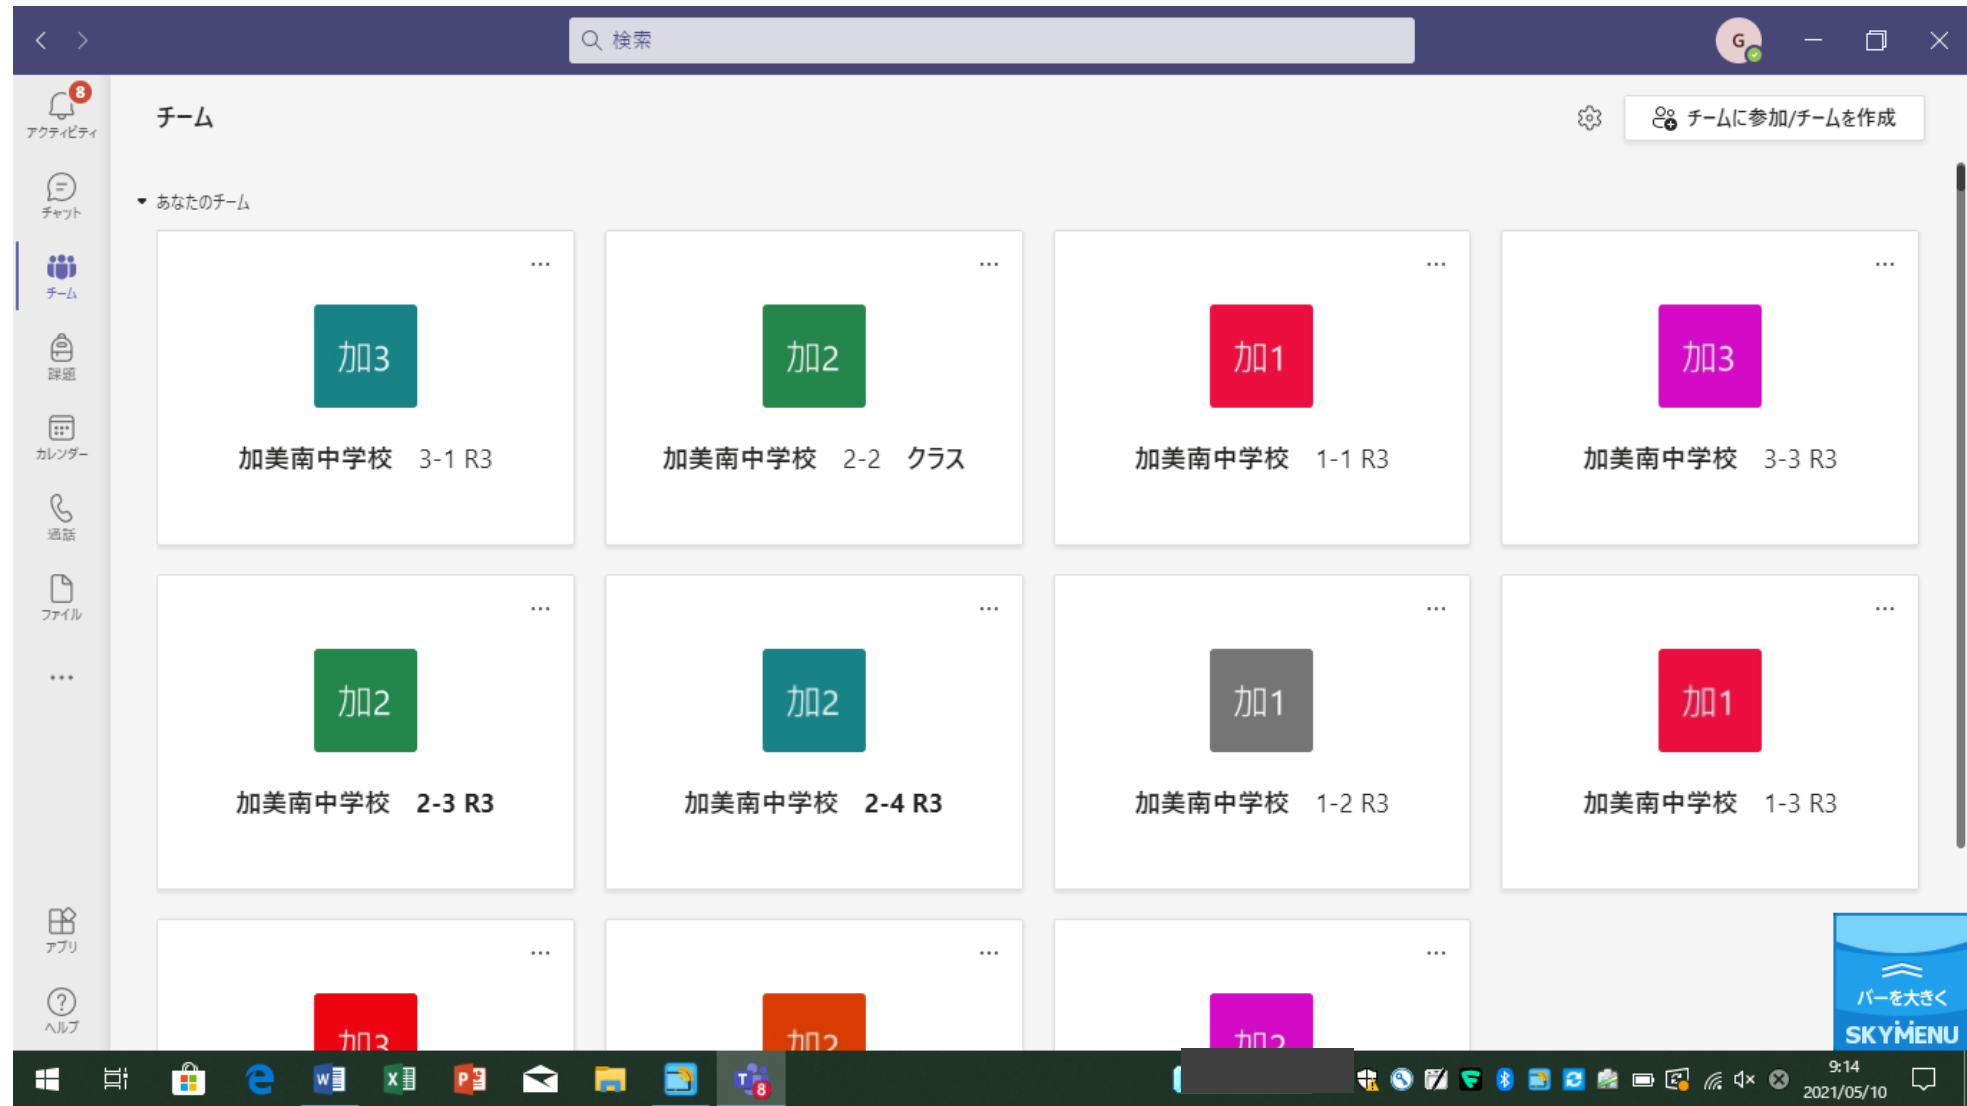 検索
G
8
アクティビティ
チーム
チームに参加/チームを作成
チャット
あなたのチーム
チーム
課題
カレンダー
通話
ファイル
加3
加2
加1
加3
加美南中学校 3-1 R3
加美南中学校 2-2 クラス
加美南中学校 1-1 R3
加美南中学校 3-3 R3
加2
加2
加1
加1
加美南中学校 2-3 R3
加美南中学校 2-4 R3
加美南中学校 1-2 R3
加美南中学校 1-3 R3
アプリ
ヘルプ
加3
加2
加2
バーを大きく
SKYMENU
8
9:14
2021/05/10